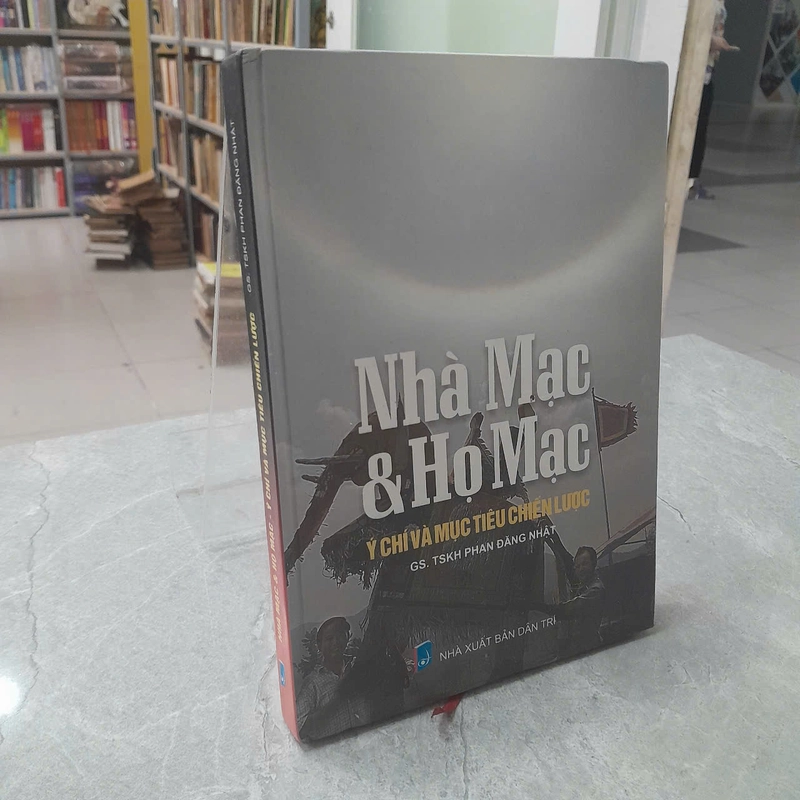 Nhà Mạc
& Họ Mạc
Ý CHÍ VÀ MỤC TIÊU CHIẾN LƯỢC
GS. TSKH PHAN ĐĂNG NHẬT
NHÀ XUẤT BẢN DÂN TRÍ
NHÀ MẠC & HỌ MẠC - Ý CHÍ VÀ MỤC TIÊU CHIẾN LƯỢC
GS. TSKH PHAN ĐĂNG NHẬT